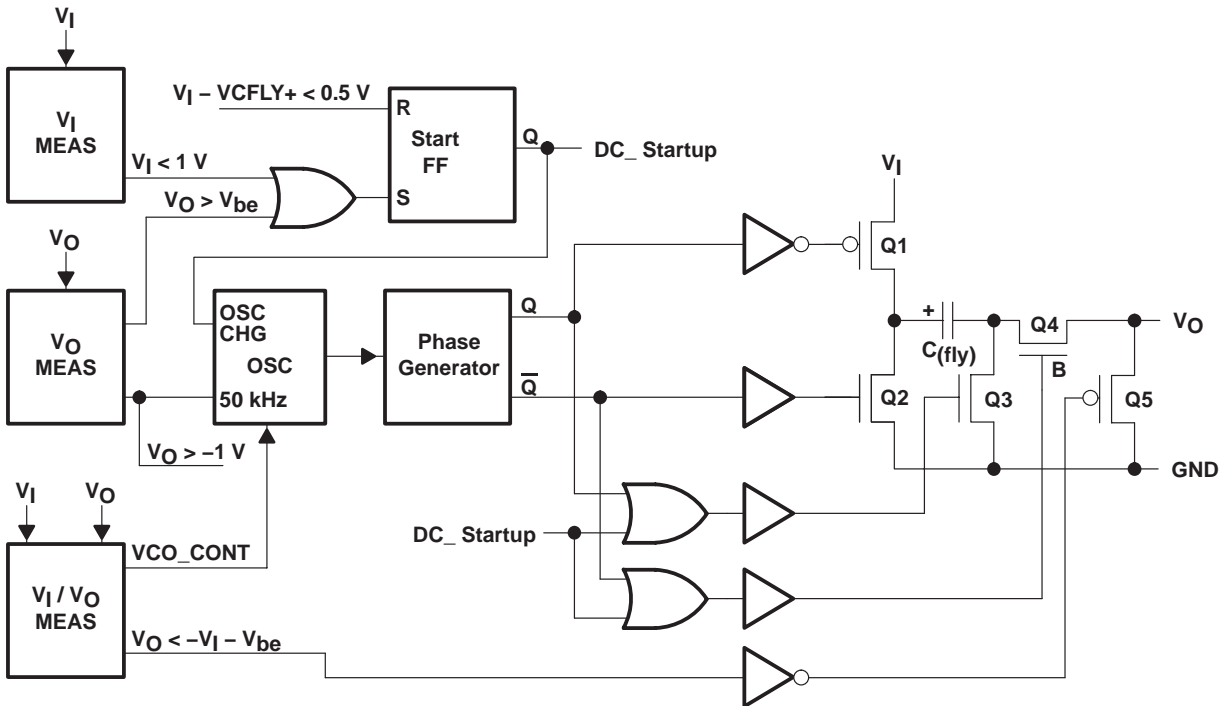 VI
VI
MEAS
VI < 1 V
VO > Vbe
VI – VCFLY+ < 0.5 V
R
Start
FF
S
Q
DC_ Startup
VO
VO
MEAS
VO > –1 V
OSC
CHG
OSC
50 kHz
Phase
Generator
Q
Q̅
VI
Q1
+
C(fly)
Q4
B
VO
Q2
Q3
Q5
GND
DC_ Startup
VI
VO
VI / VO
MEAS
VCO_CONT
VO < –VI – Vbe